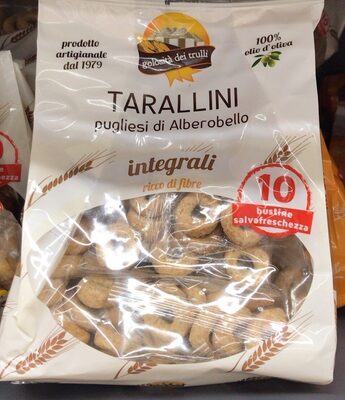 prodotto
artigianale
dal 1979
golosità dei trulli
100%
olio d'oliva
TARALLINI
pugliesi di Alberobello
integrali
ricco di fibre
10
bustine
salvafreschezza